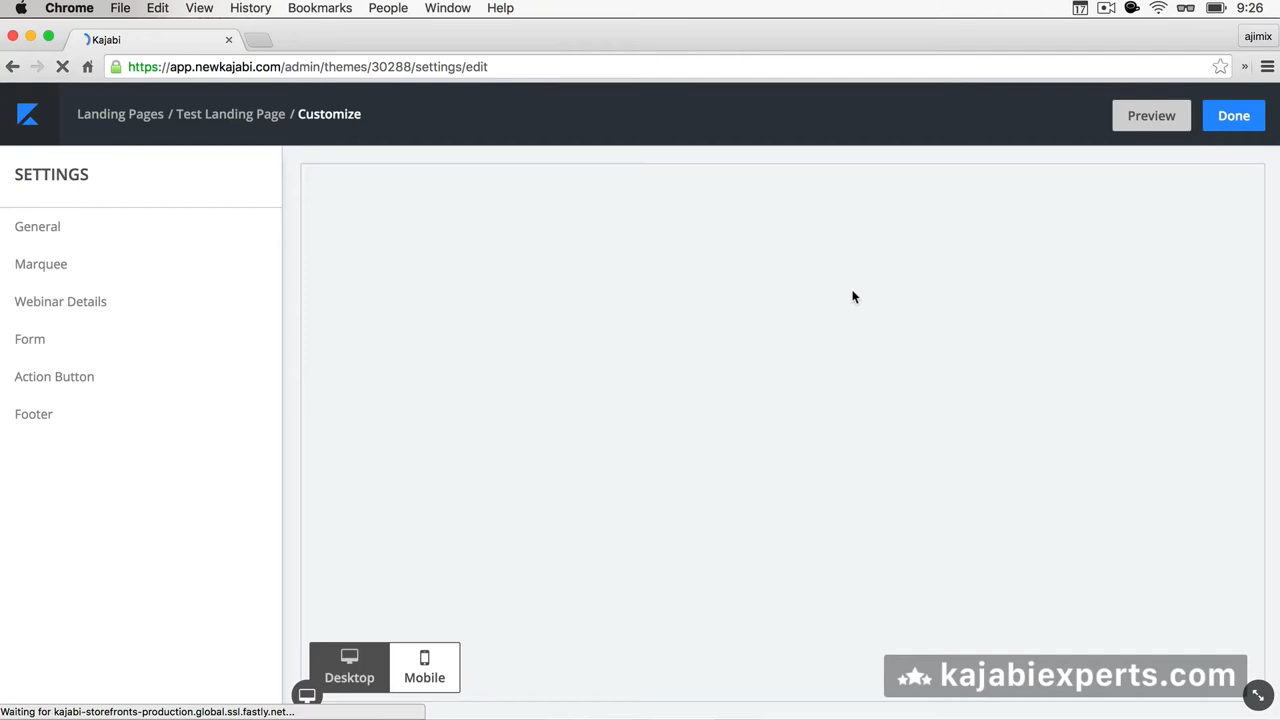 Chrome File Edit View History Bookmarks People Window Help 17 9:26
Kajabi ajimix
https://app.newkajabi.com/admin/themes/30288/settings/edit
Landing Pages / Test Landing Page / Customize Preview Done
SETTINGS
General
Marquee
Webinar Details
Form
Action Button
Footer
Desktop Mobile
kajabiexperts.com
Waiting for kajabi-storefronts-production.global.ssl.fastly.net...